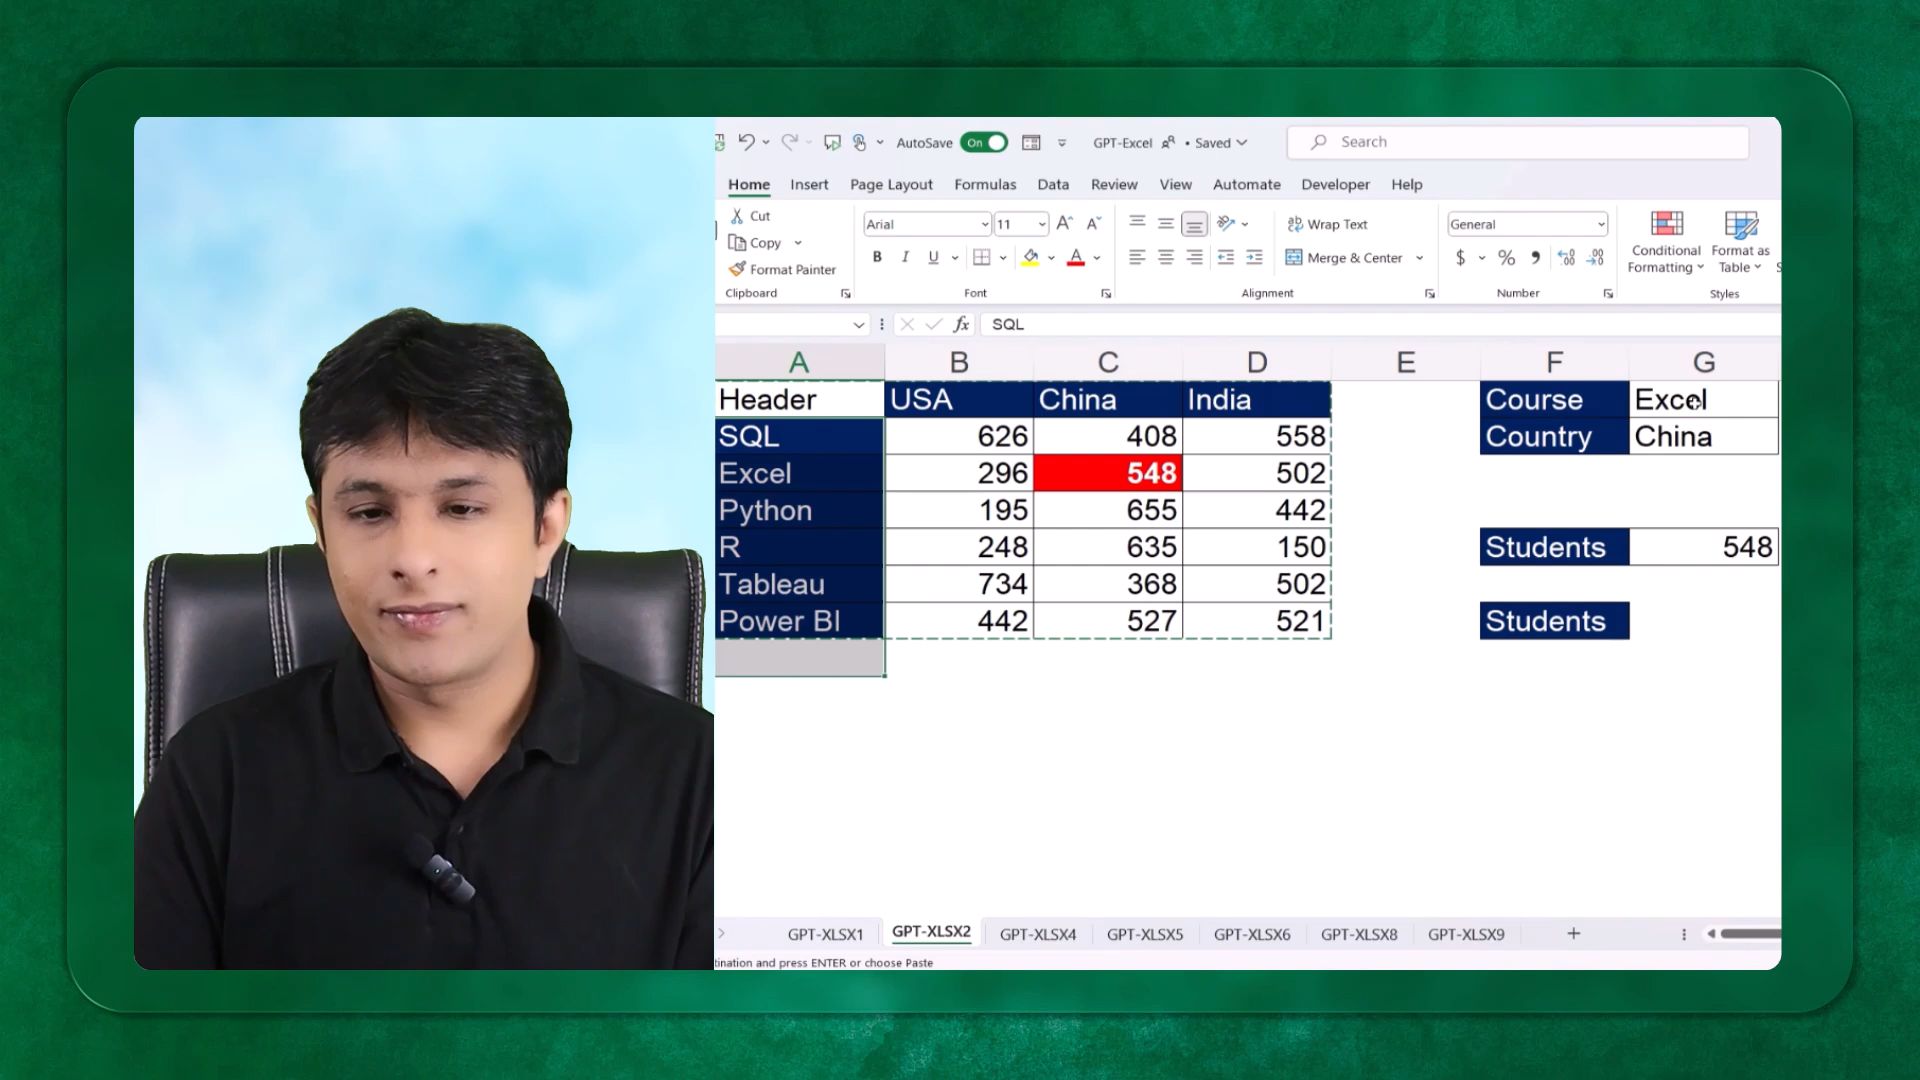 AutoSave On GPT-Excel • Saved Search
Home Insert Page Layout Formulas Data Review View Automate Developer Help
Cut
Copy
Format Painter
Clipboard
Arial 11
B I U A
Font
Wrap Text
Merge & Center
Alignment
General
$ % 9
Number
Conditional Formatting
Format as Table
Styles
fx SQL
A B C D E F G
Header USA China India Course Excel
SQL 626 408 558 Country China
Excel 296 548 502
Python 195 655 442
R 248 635 150 Students 548
Tableau 734 368 502
Power BI 442 527 521 Students
GPT-XLSX1 GPT-XLSX2 GPT-XLSX4 GPT-XLSX5 GPT-XLSX6 GPT-XLSX8 GPT-XLSX9 +
tination and press ENTER or choose Paste